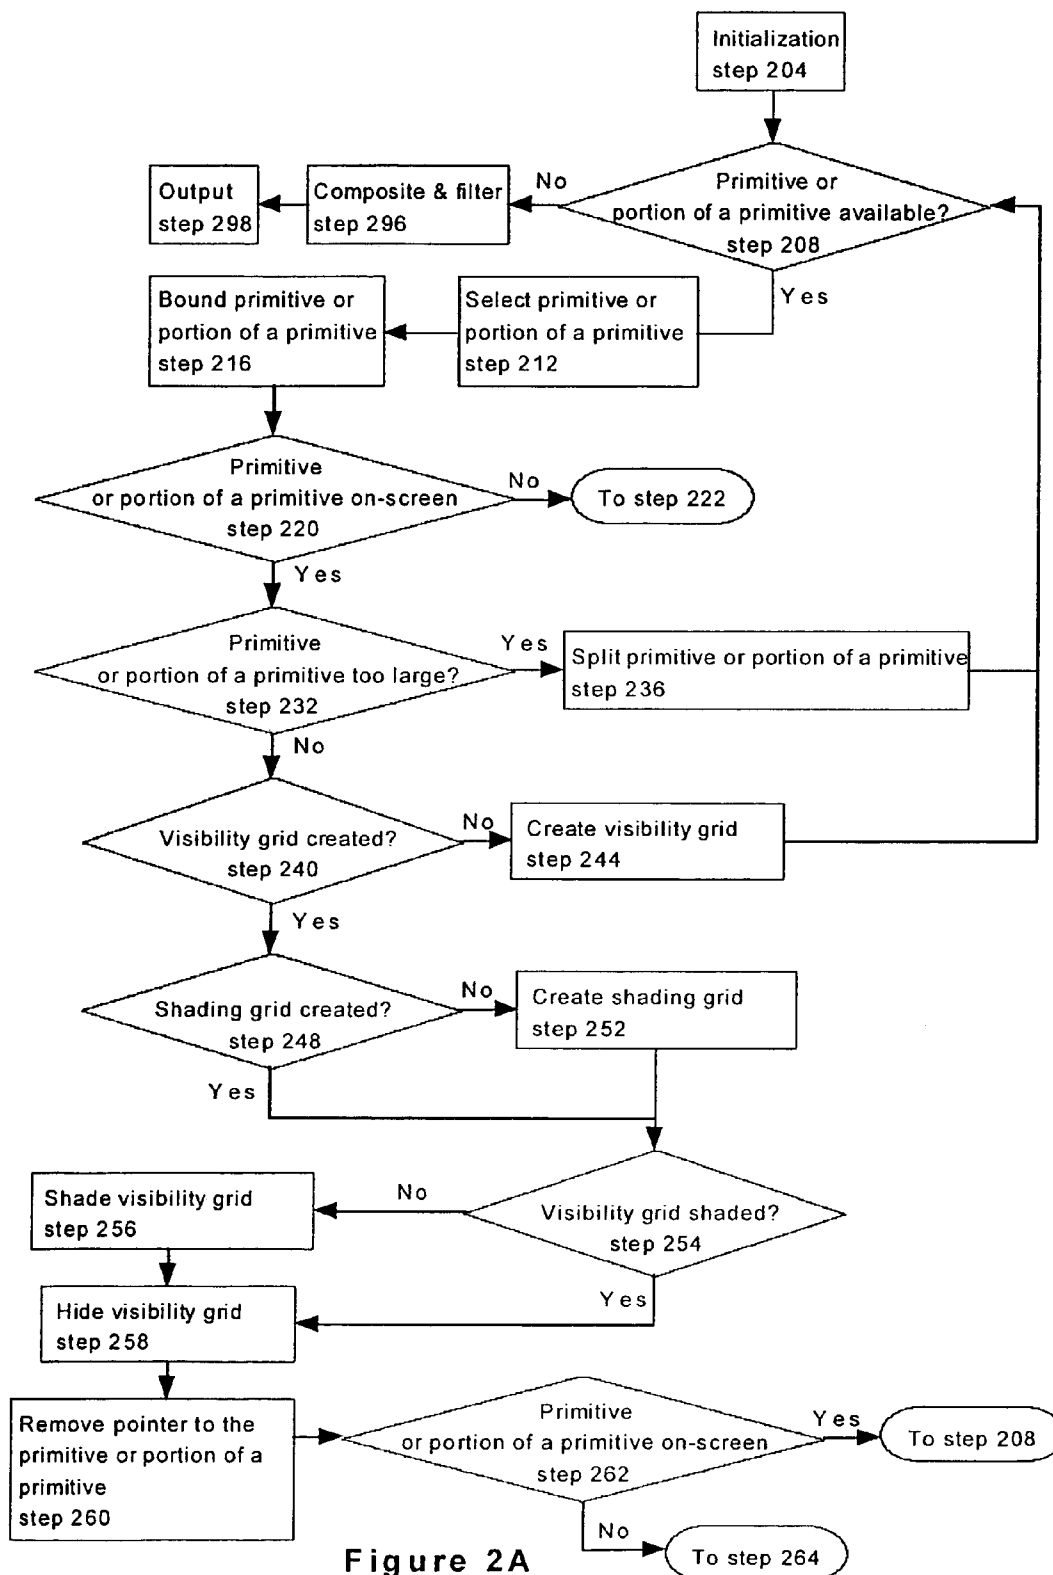 Initialization
step 204
Primitive or
portion of a primitive available?
step 208
No
Composite & filter
step 296
Output
step 298
Yes
Select primitive or
portion of a primitive
step 212
Bound primitive or
portion of a primitive
step 216
Primitive
or portion of a primitive on-screen
step 220
No
To step 222
Yes
Primitive
or portion of a primitive too large?
step 232
Yes
Split primitive or portion of a primitive
step 236
No
Visibility grid created?
step 240
No
Create visibility grid
step 244
Yes
Shading grid created?
step 248
No
Create shading grid
step 252
Yes
Visibility grid shaded?
step 254
No
Shade visibility grid
step 256
Yes
Hide visibility grid
step 258
Remove pointer to the
primitive or portion of a
primitive
step 260
Primitive
or portion of a primitive on-screen
step 262
Yes
To step 208
No
To step 264
Figure 2A